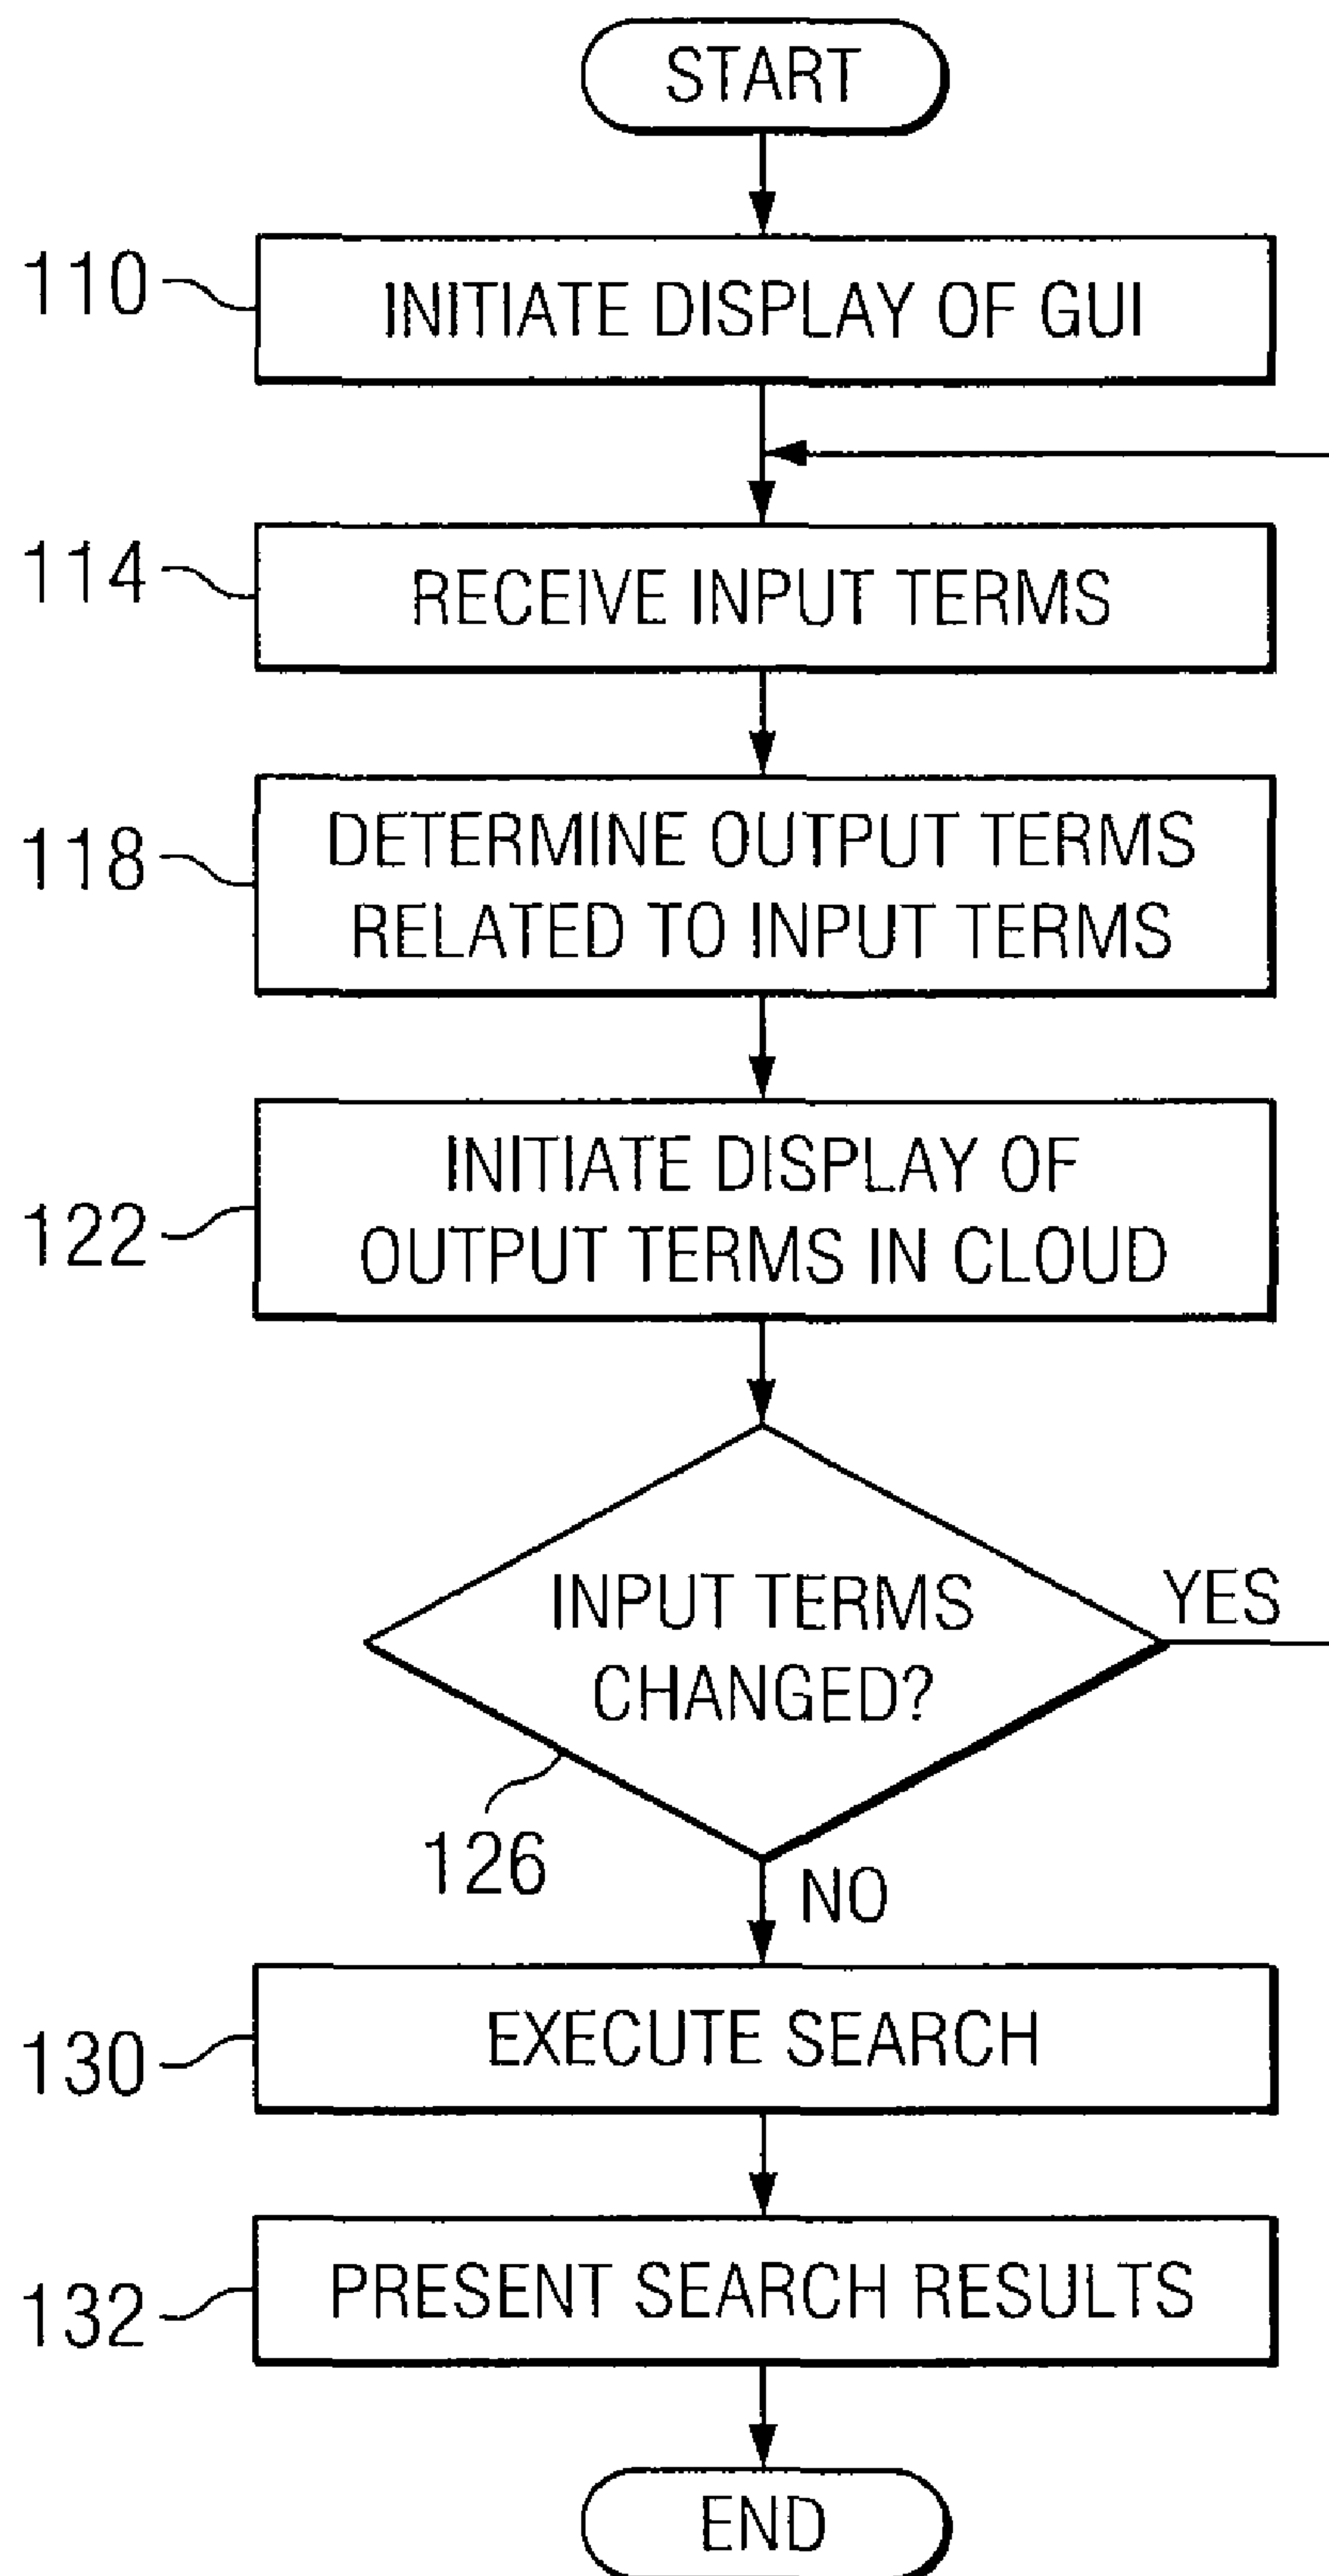 START
110
INITIATE DISPLAY OF GUI
114
RECEIVE INPUT TERMS
118
DETERMINE OUTPUT TERMS
RELATED TO INPUT TERMS
122
INITIATE DISPLAY OF
OUTPUT TERMS IN CLOUD
INPUT TERMS
CHANGED?
YES
126
NO
130
EXECUTE SEARCH
132
PRESENT SEARCH RESULTS
END